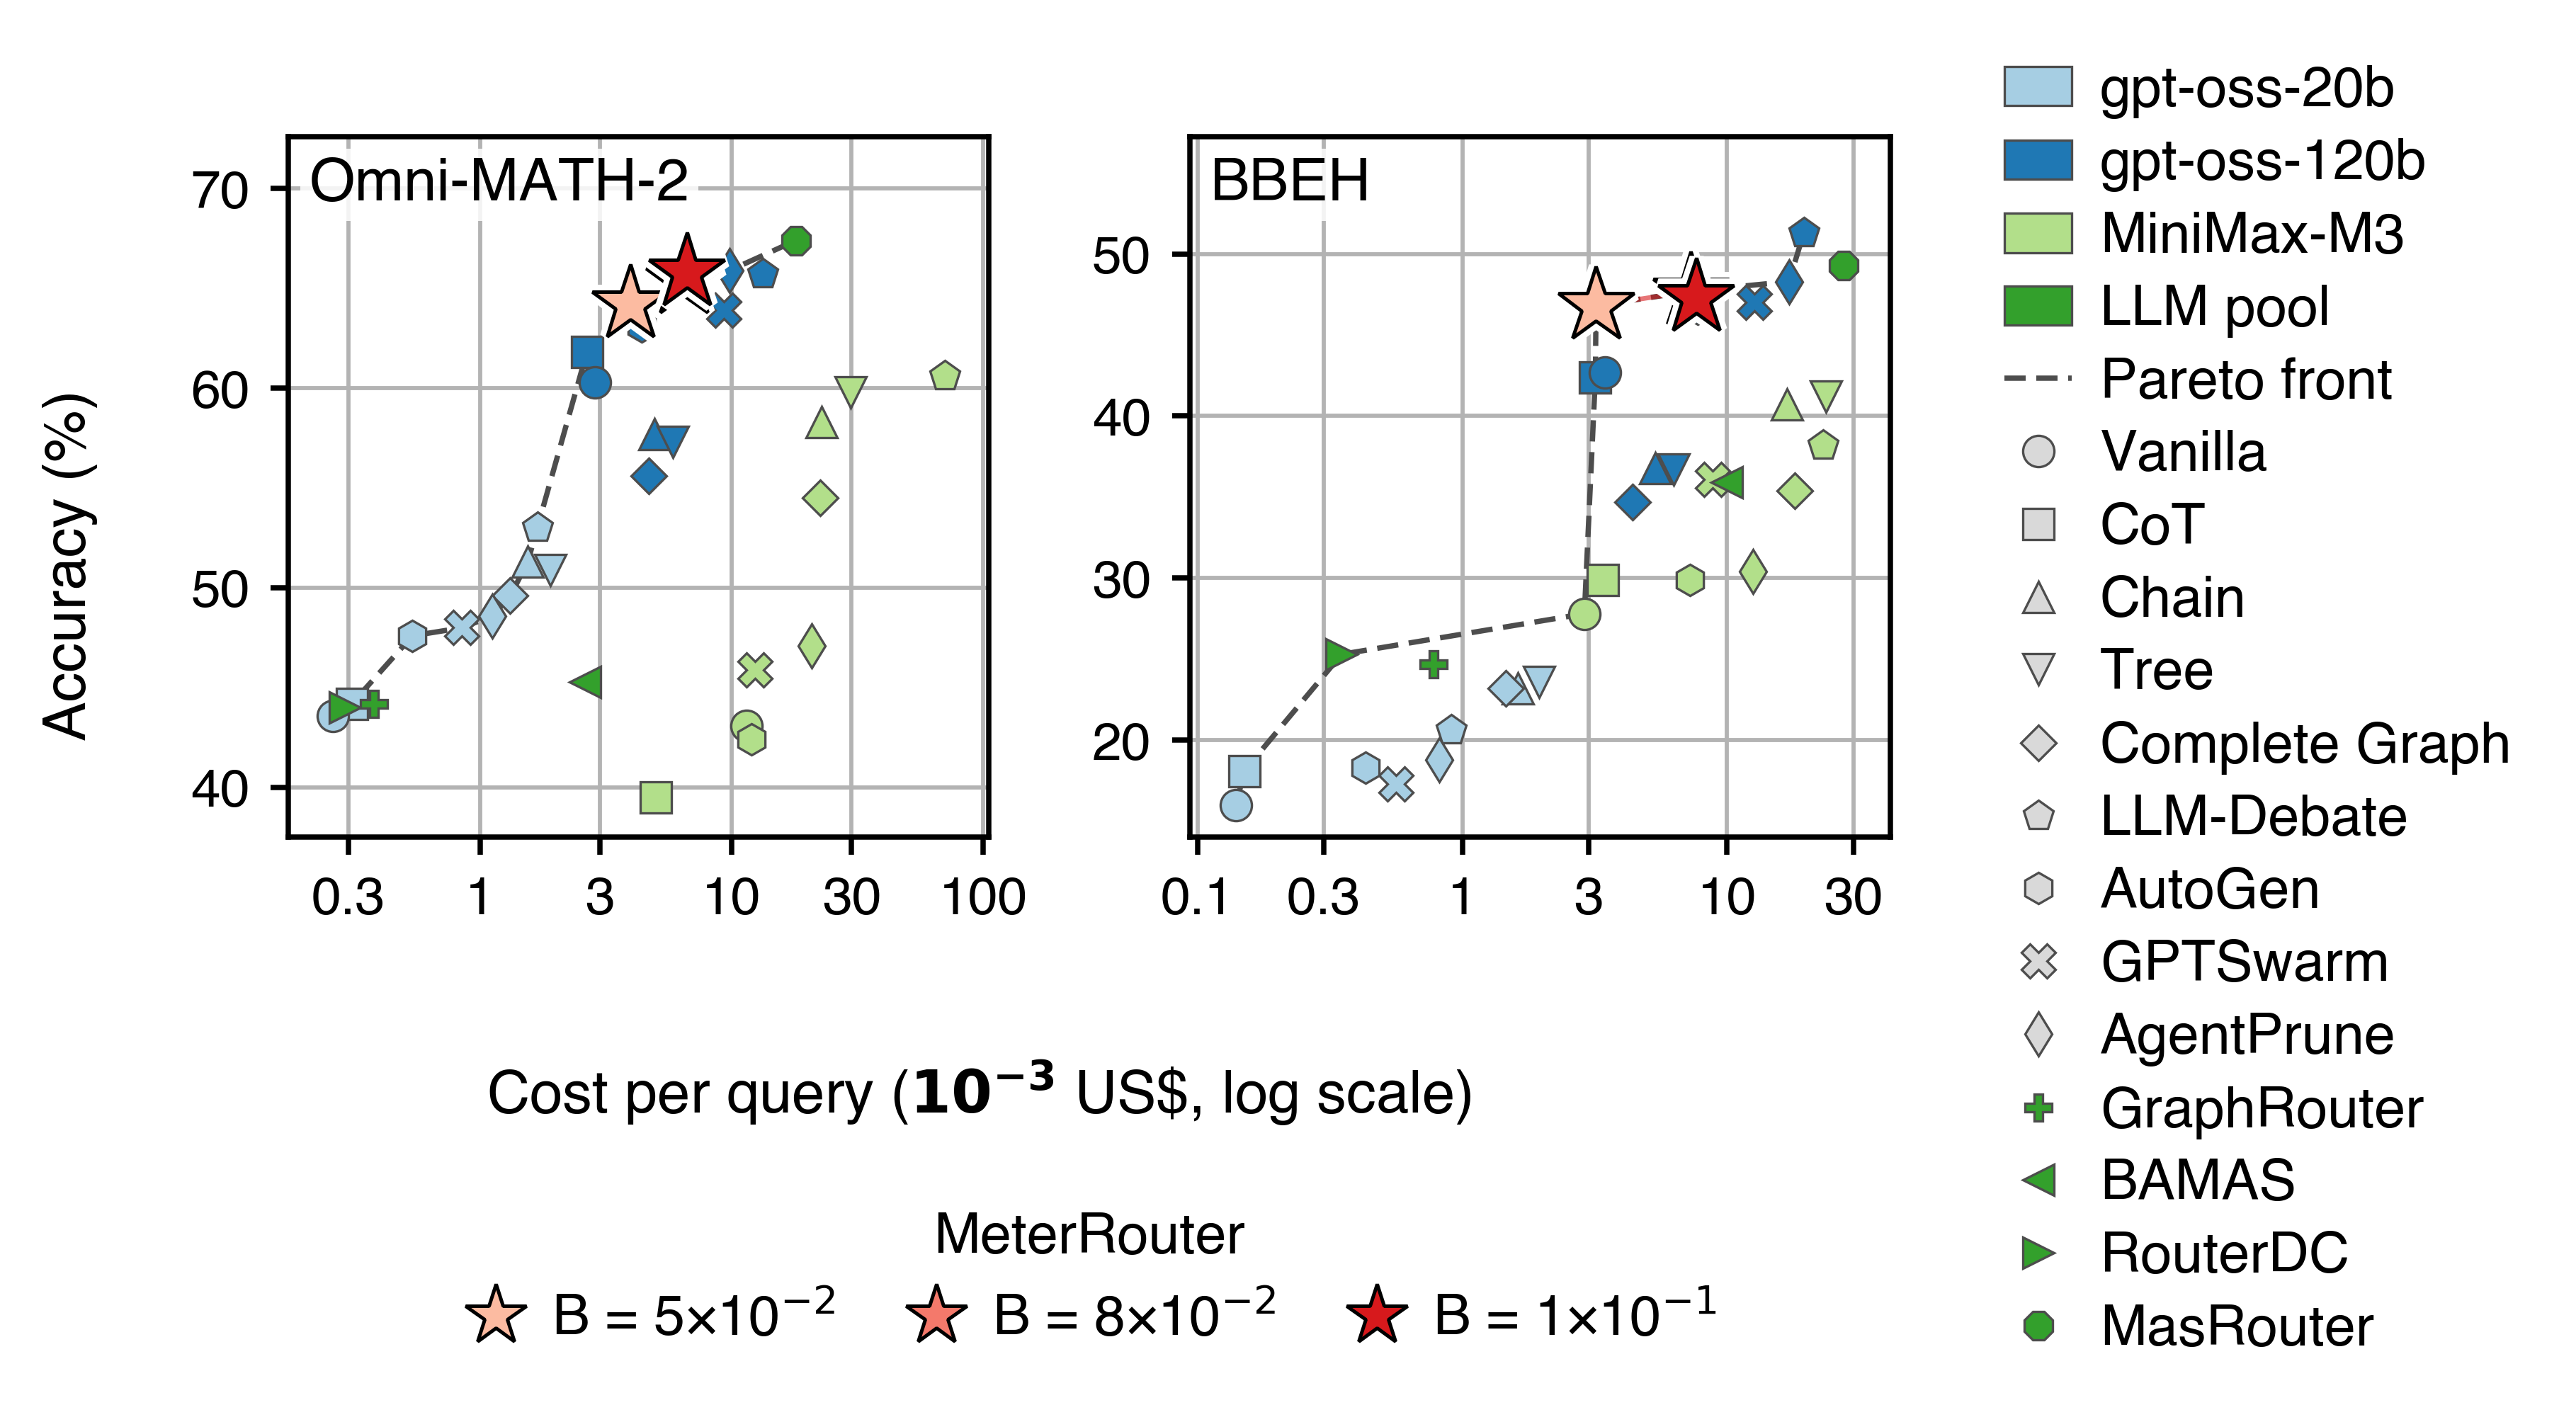 Omni-MATH-2
BBEH
Accuracy (%)
70
60
50
40
0.3 1 3 10 30 100
50
40
30
20
0.1 0.3 1 3 10 30
Cost per query (10⁻³ US$, log scale)
MeterRouter
B = 5×10⁻²
B = 8×10⁻²
B = 1×10⁻¹
gpt-oss-20b
gpt-oss-120b
MiniMax-M3
LLM pool
Pareto front
Vanilla
CoT
Chain
Tree
Complete Graph
LLM-Debate
AutoGen
GPTSwarm
AgentPrune
GraphRouter
BAMAS
RouterDC
MasRouter